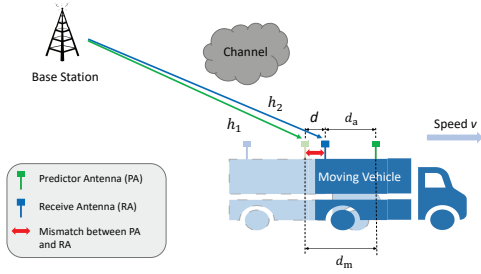 Base Station
Channel
h₂
h₁
d
dₐ
Speed v
Moving Vehicle
Predictor Antenna (PA)
Receive Antenna (RA)
Mismatch between PA
and RA
dₘ